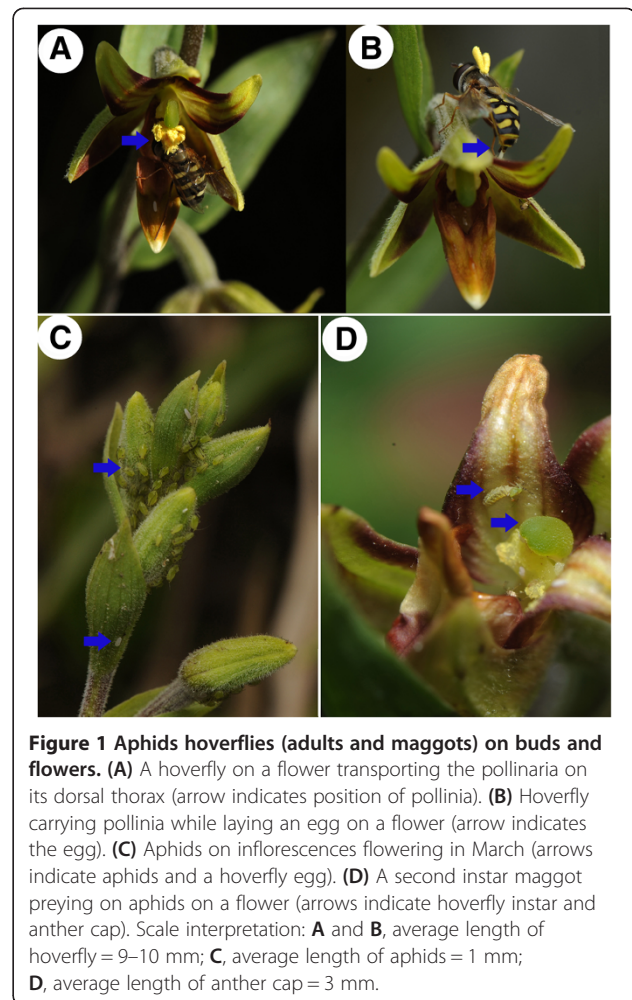 A
B
C
D
Figure 1 Aphids hoverflies (adults and maggots) on buds and
flowers. (A) A hoverfly on a flower transporting the pollinaria on
its dorsal thorax (arrow indicates position of pollinia). (B) Hoverfly
carrying pollinia while laying an egg on a flower (arrow indicates
the egg). (C) Aphids on inflorescences flowering in March (arrows
indicate aphids and a hoverfly egg). (D) A second instar maggot
preying on aphids on a flower (arrows indicate hoverfly instar and
anther cap). Scale interpretation: A and B, average length of
hoverfly = 9–10 mm; C, average length of aphids = 1 mm;
D, average length of anther cap = 3 mm.